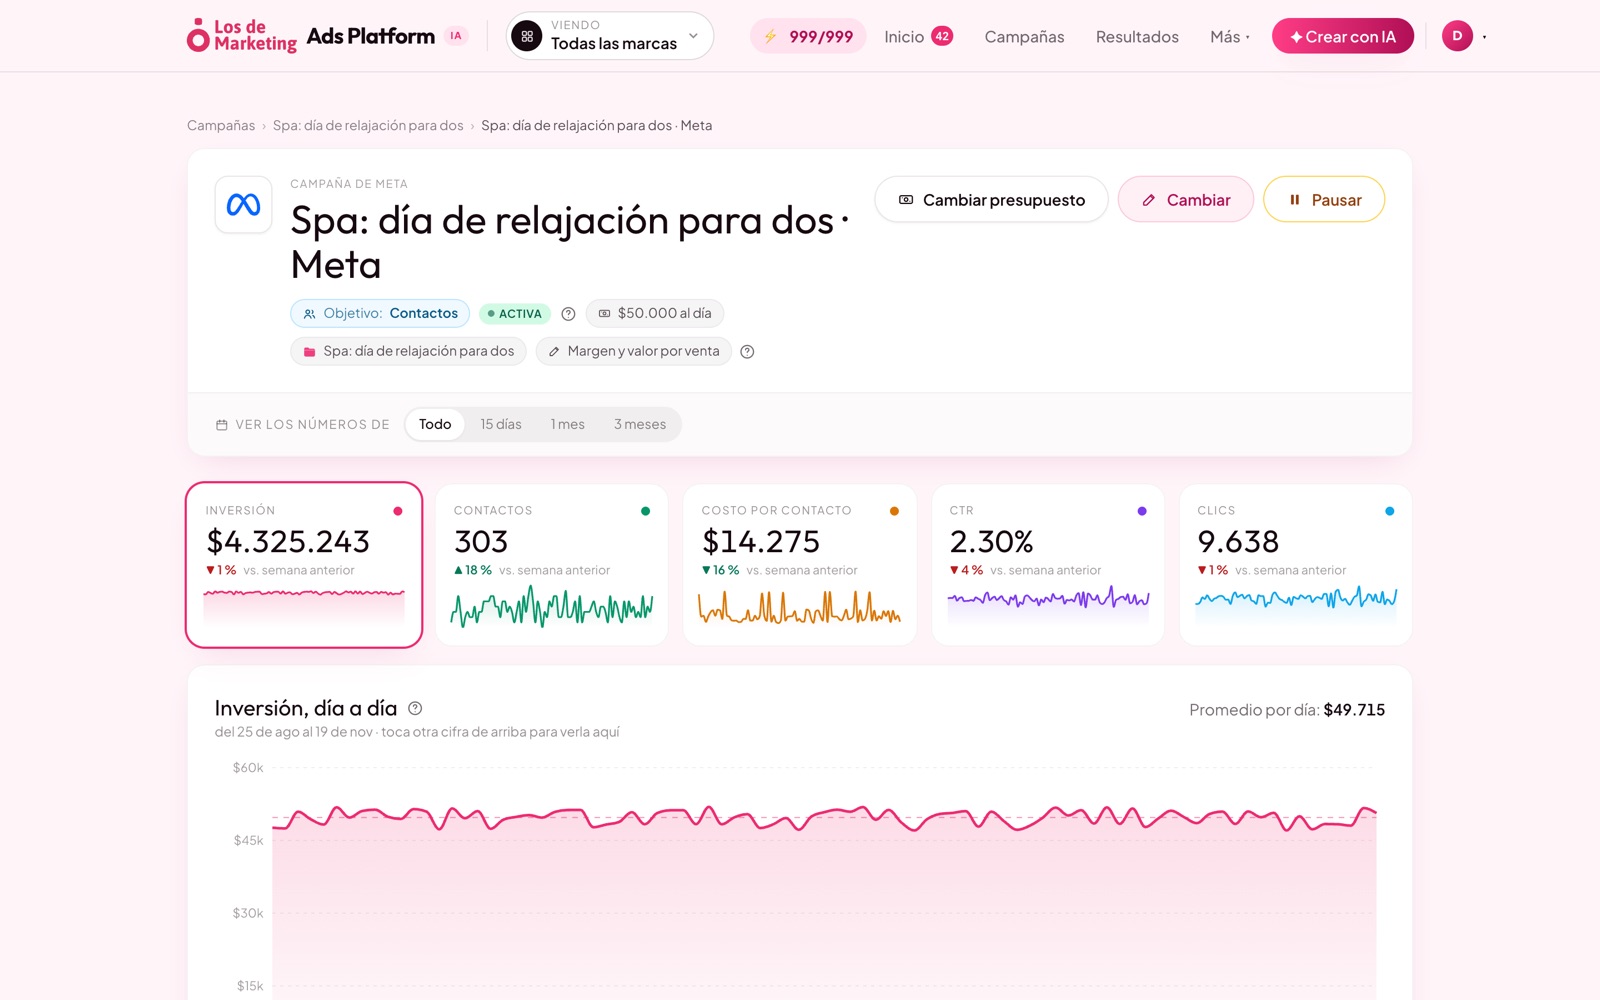 Los de
Marketing
Ads Platform IA
VIENDO
Todas las marcas
999/999
Inicio 42
Campañas
Resultados
Más
Crear con IA
D
Campañas › Spa: día de relajación para dos › Spa: día de relajación para dos · Meta
CAMPAÑA DE META
Spa: día de relajación para dos ·
Meta
Cambiar presupuesto
Cambiar
Pausar
Objetivo: Contactos
ACTIVA
?
$50.000 al día
Spa: día de relajación para dos
Margen y valor por venta
?
VER LOS NÚMEROS DE
Todo
15 días
1 mes
3 meses
INVERSIÓN
$4.325.243
▼1 % vs. semana anterior
CONTACTOS
303
▲18 % vs. semana anterior
COSTO POR CONTACTO
$14.275
▼16 % vs. semana anterior
CTR
2.30%
▼4 % vs. semana anterior
CLICS
9.638
▼1 % vs. semana anterior
Inversión, día a día ?
Promedio por día: $49.715
del 25 de ago al 19 de nov · toca otra cifra de arriba para verla aquí
$60k
$45k
$30k
$15k